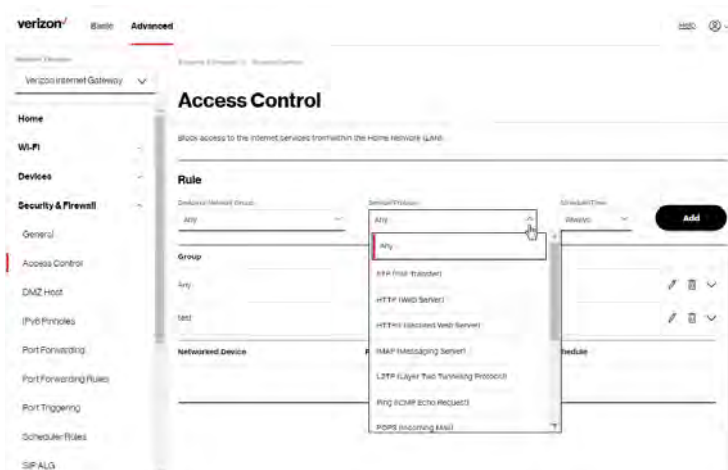 verizon
Basic
Advanced
Help
Verizon Internet Gateway
Home
Wi-Fi
Devices
Security & Firewall
General
Access Control
DMZ Host
IPv6 Pinholes
Port Forwarding
Port Forwarding Rules
Port Triggering
Scheduler Rules
SIP ALG
Access Control
Block access to the internet services from within the Home Network (LAN).
Rule
Any
Any
Always
Add
Any
FTP (File Transfer)
HTTP (Web Server)
HTTPS (Secured Web Server)
IMAP (Messaging Server)
L2TP (Layer Two Tunneling Protocol)
Ping (ICMP Echo Request)
POP3 (Incoming Mail)
Group
Any
test
Networked Device